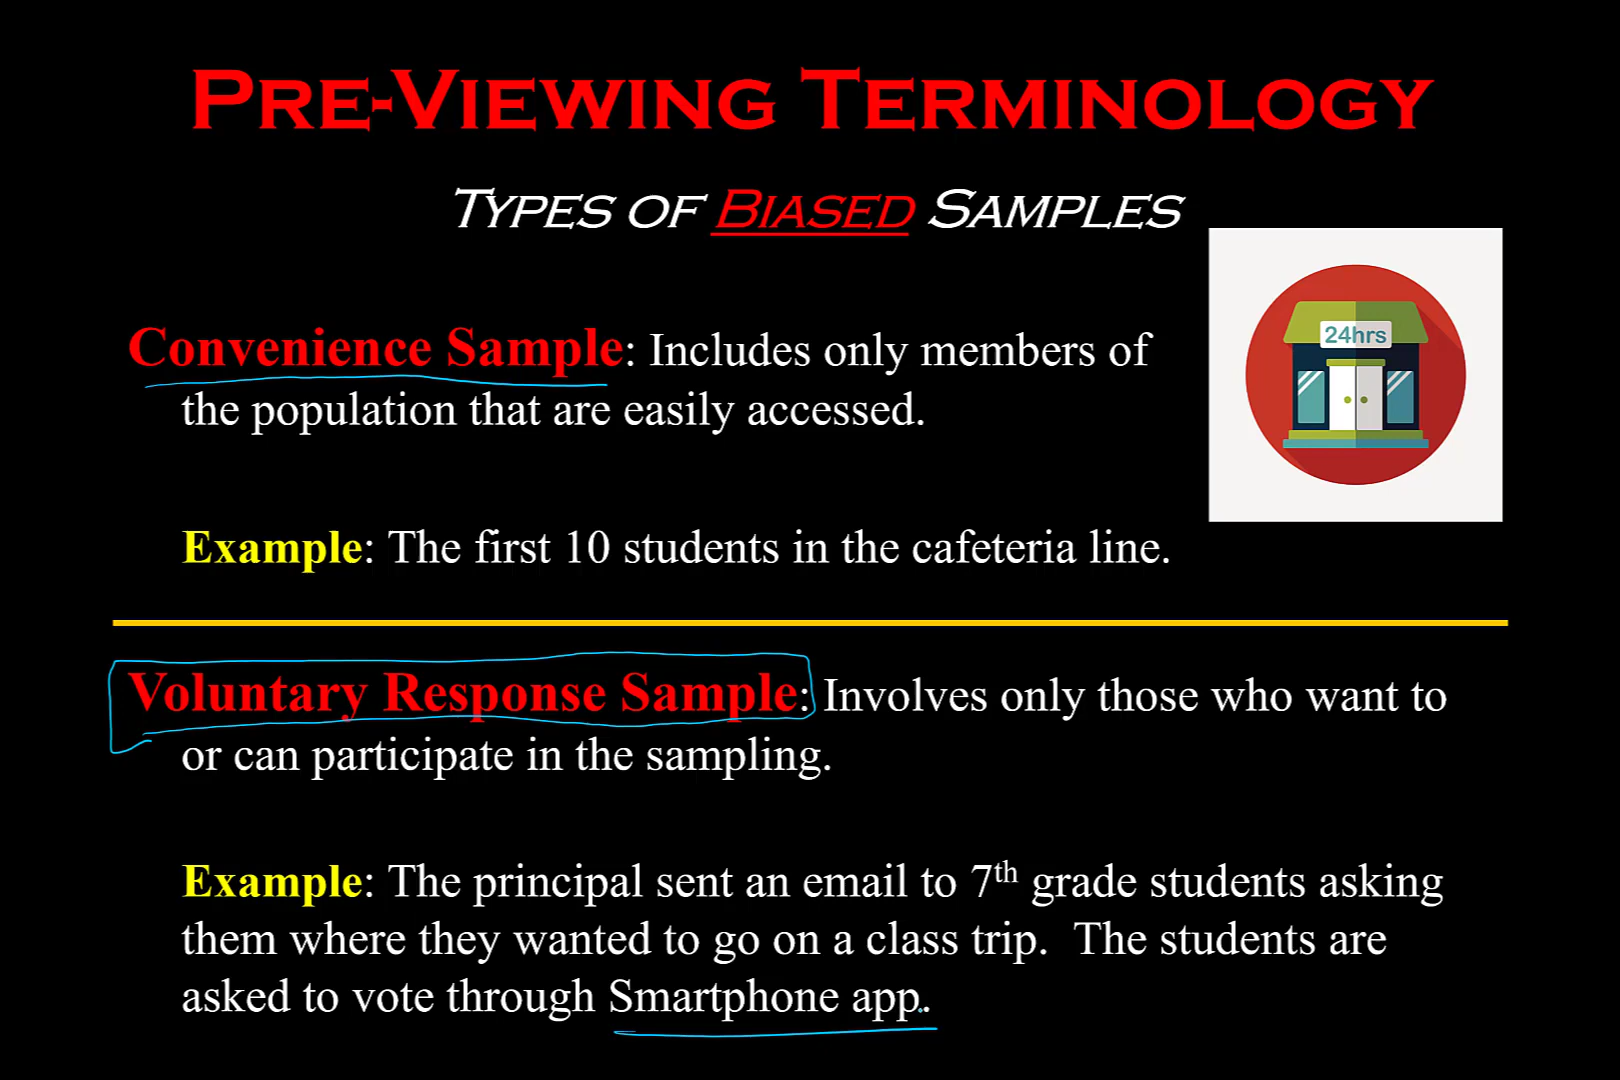 PRE-VIEWING TERMINOLOGY
TYPES OF BIASED SAMPLES
24hrs
Convenience Sample: Includes only members of
the population that are easily accessed.
Example: The first 10 students in the cafeteria line.
Voluntary Response Sample: Involves only those who want to
or can participate in the sampling.
Example: The principal sent an email to 7th grade students asking
them where they wanted to go on a class trip.  The students are
asked to vote through Smartphone app.